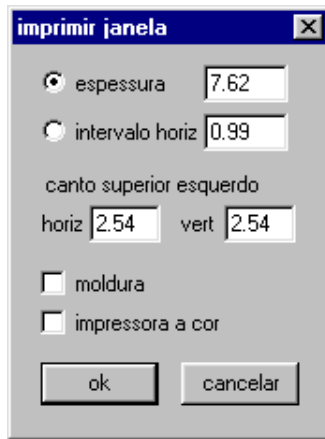 imprimir janela
espessura 7.62
intervalo horiz 0.99
canto superior esquerdo
horiz 2.54 vert 2.54
moldura
impressora a cor
ok cancelar